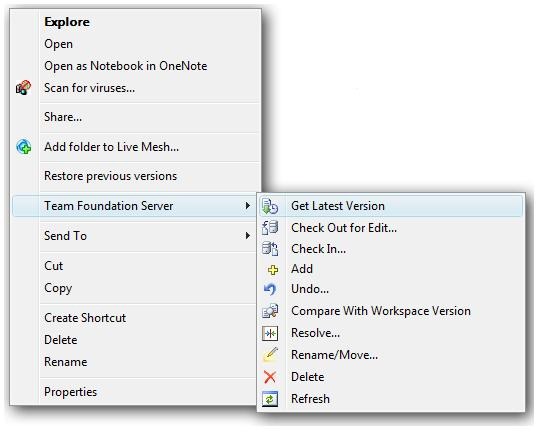 Explore
Open
Open as Notebook in OneNote
Scan for viruses...
Share...
Add folder to Live Mesh...
Restore previous versions
Team Foundation Server
Send To
Cut
Copy
Create Shortcut
Delete
Rename
Properties
Get Latest Version
Check Out for Edit...
Check In...
Add
Undo...
Compare With Workspace Version
Resolve...
Rename/Move...
Delete
Refresh